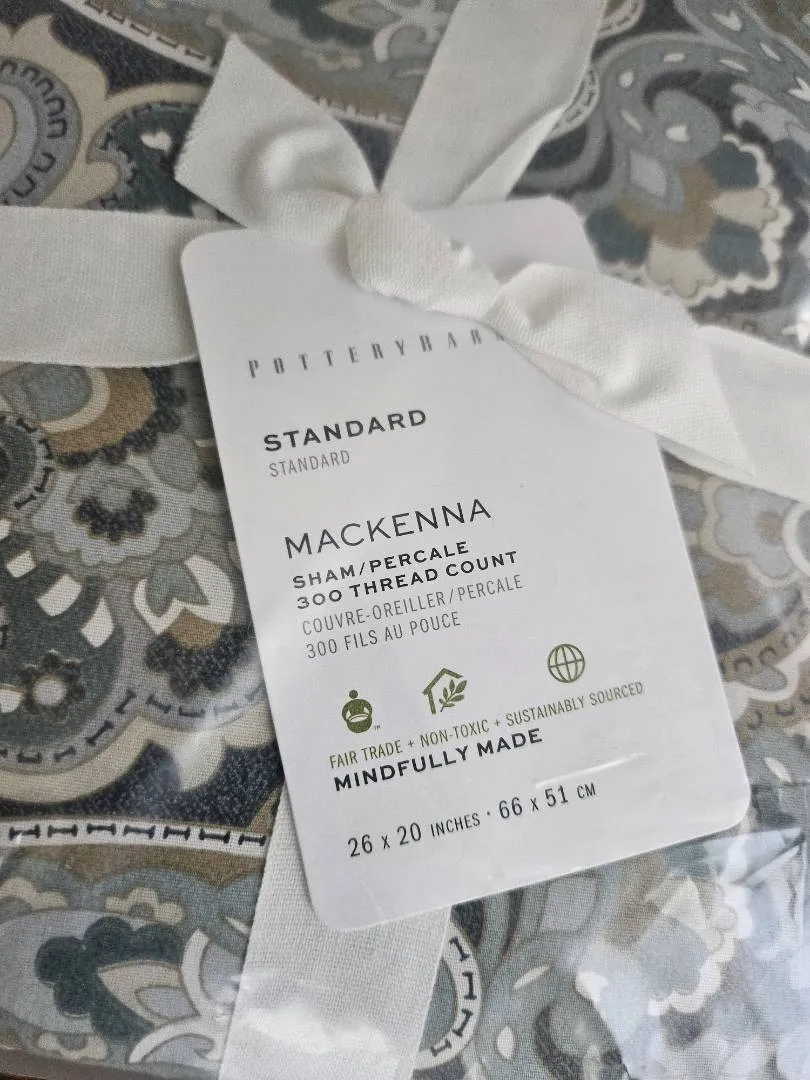 POTTERYBARN
STANDARD
STANDARD
MACKENNA
SHAM/PERCALE
300 THREAD COUNT
COUVRE-OREILLER/PERCALE
300 FILS AU POUCE
FAIR TRADE + NON-TOXIC + SUSTAINABLY SOURCED
MINDFULLY MADE
26 x 20 INCHES · 66 x 51 CM